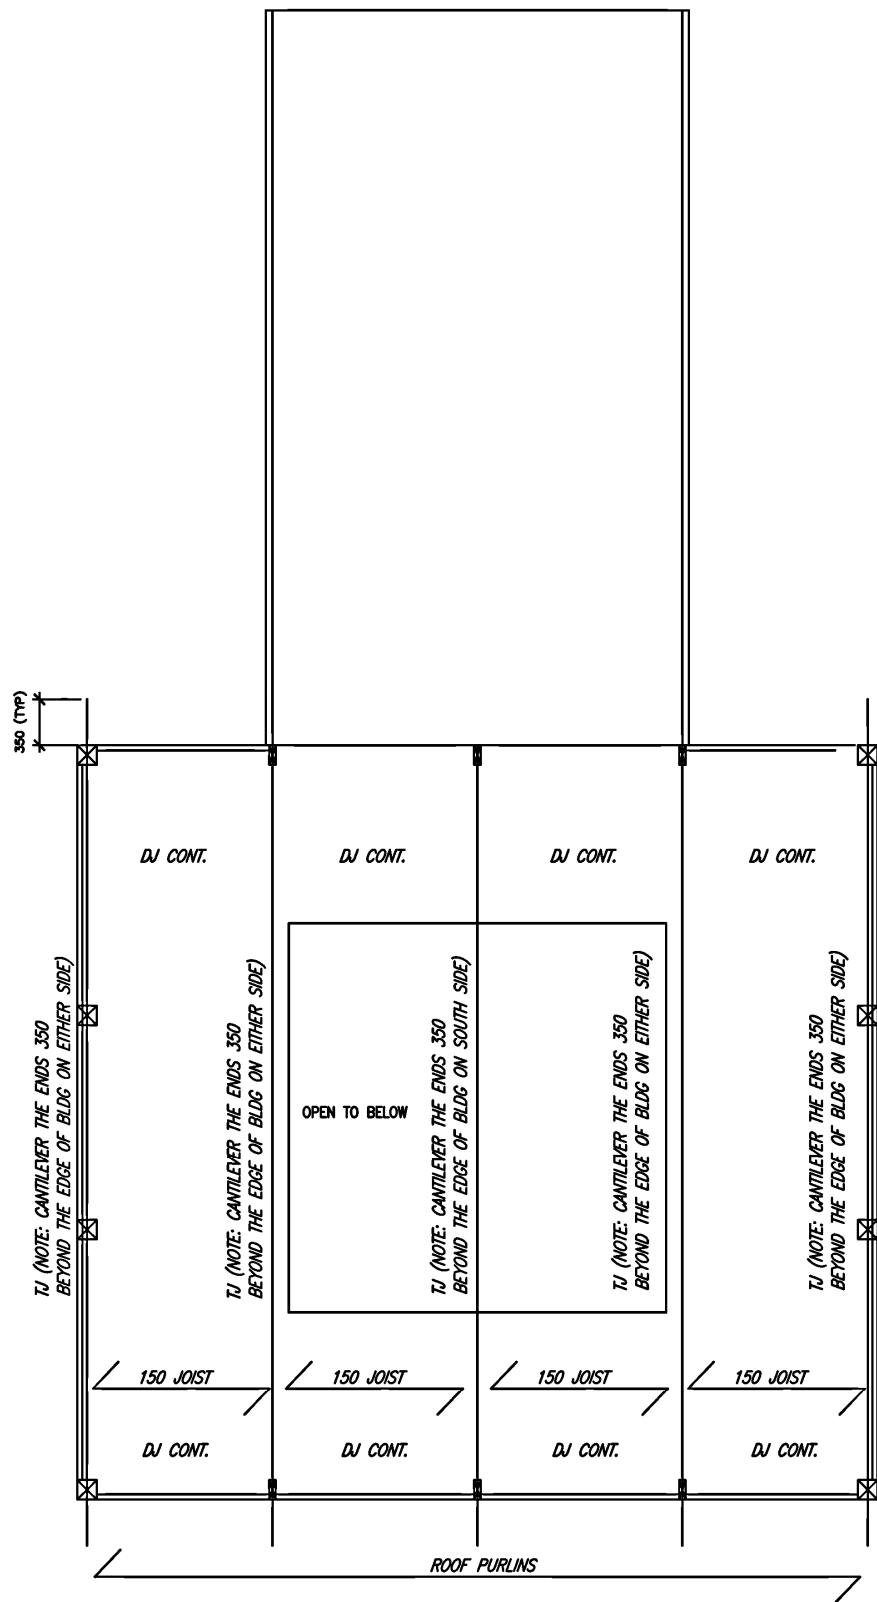 350 (TYP)
DJ CONT.
DJ CONT.
DJ CONT.
DJ CONT.
TJ (NOTE: CANTILEVER THE ENDS 350
BEYOND THE EDGE OF BLDG ON EITHER SIDE)
TJ (NOTE: CANTILEVER THE ENDS 350
BEYOND THE EDGE OF BLDG ON EITHER SIDE)
OPEN TO BELOW
TJ (NOTE: CANTILEVER THE ENDS 350
BEYOND THE EDGE OF BLDG ON SOUTH SIDE)
TJ (NOTE: CANTILEVER THE ENDS 350
BEYOND THE EDGE OF BLDG ON EITHER SIDE)
TJ (NOTE: CANTILEVER THE ENDS 350
BEYOND THE EDGE OF BLDG ON EITHER SIDE)
150 JOIST
150 JOIST
150 JOIST
150 JOIST
DJ CONT.
DJ CONT.
DJ CONT.
DJ CONT.
ROOF PURLINS